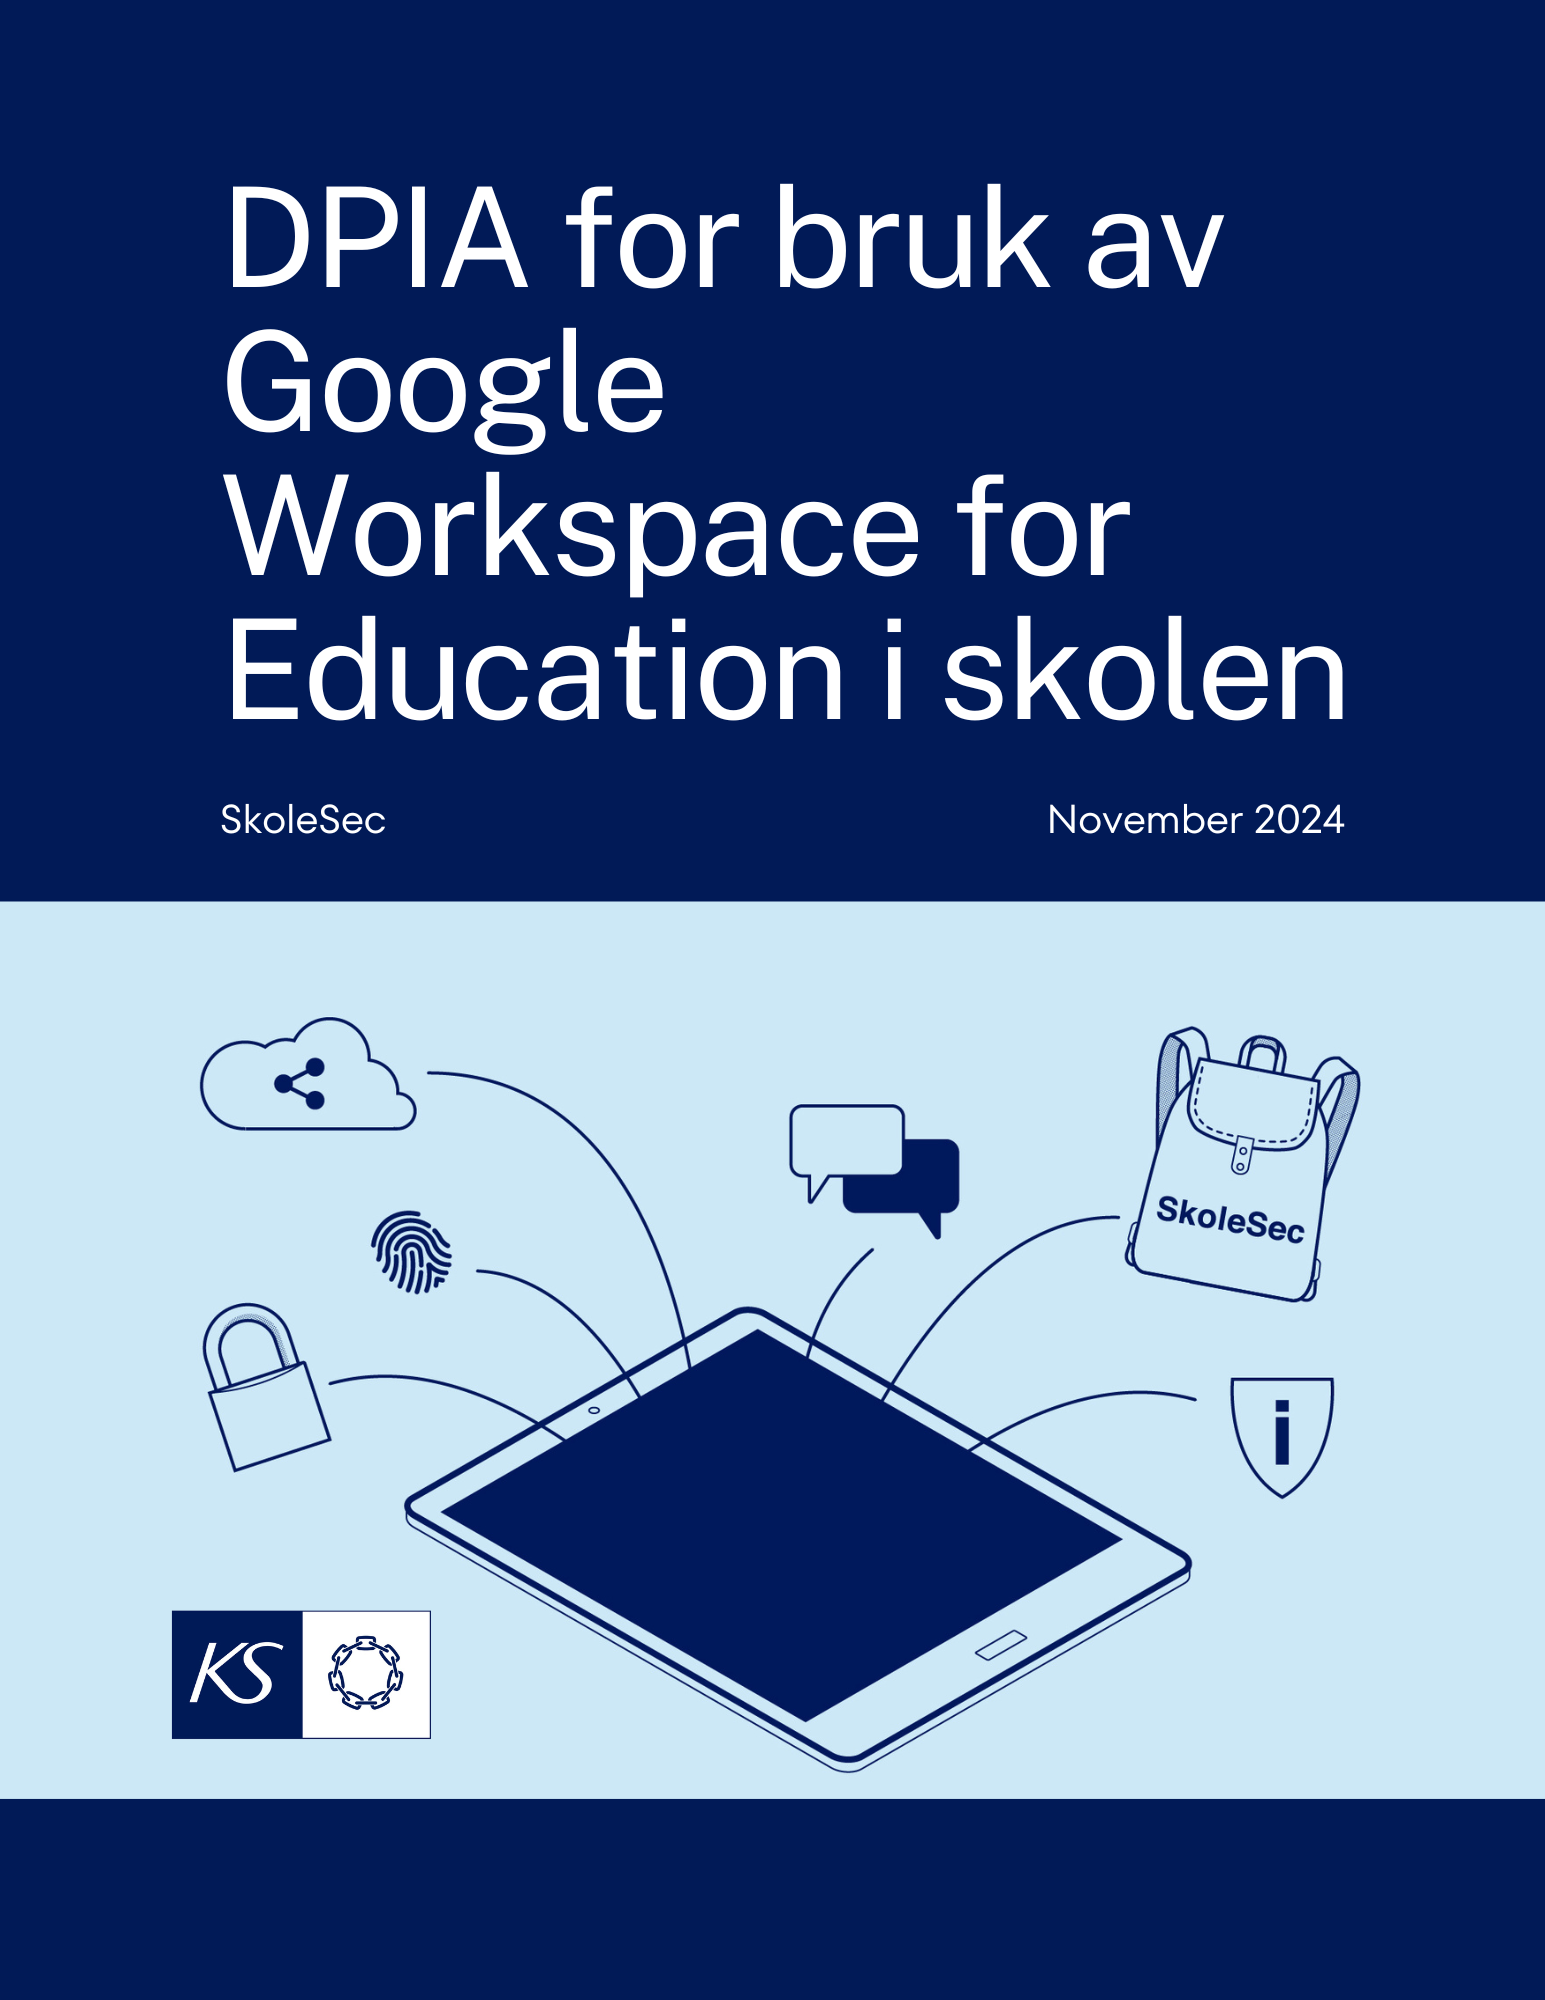 DPIA for bruk av
Google
Workspace for
Education i skolen
SkoleSec
November 2024
SkoleSec
i
KS